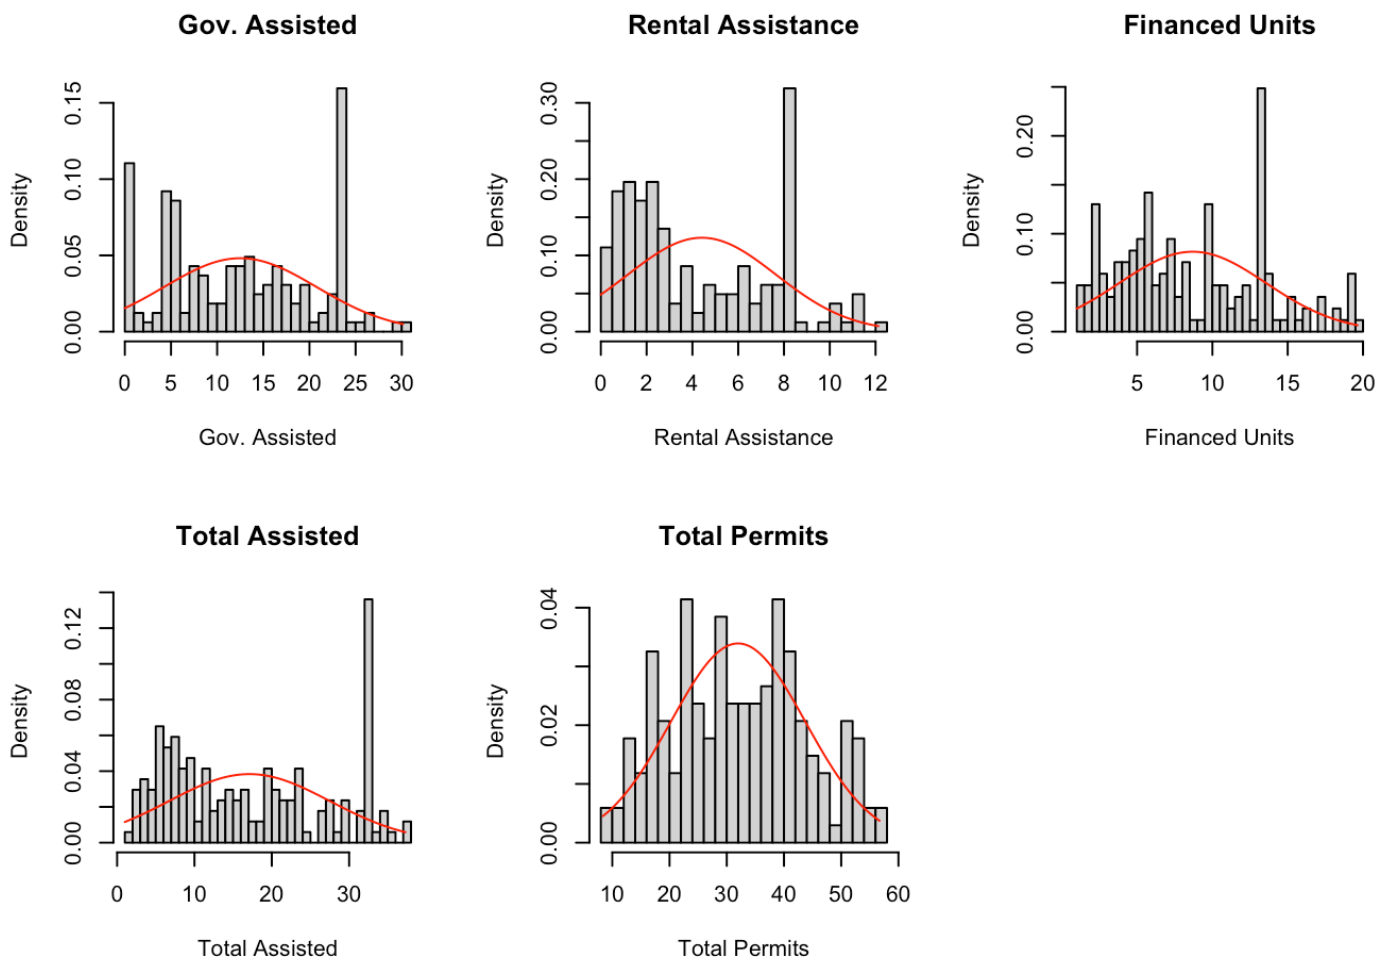 Gov. Assisted
Density
0.15
0.10
0.05
0.00
0 5 10 15 20 25 30
Gov. Assisted
Rental Assistance
Density
0.30
0.20
0.10
0.00
0 2 4 6 8 10 12
Rental Assistance
Financed Units
Density
0.20
0.10
0.00
5 10 15 20
Financed Units
Total Assisted
Density
0.12
0.08
0.04
0.00
0 10 20 30
Total Assisted
Total Permits
Density
0.04
0.02
0.00
10 20 30 40 50 60
Total Permits